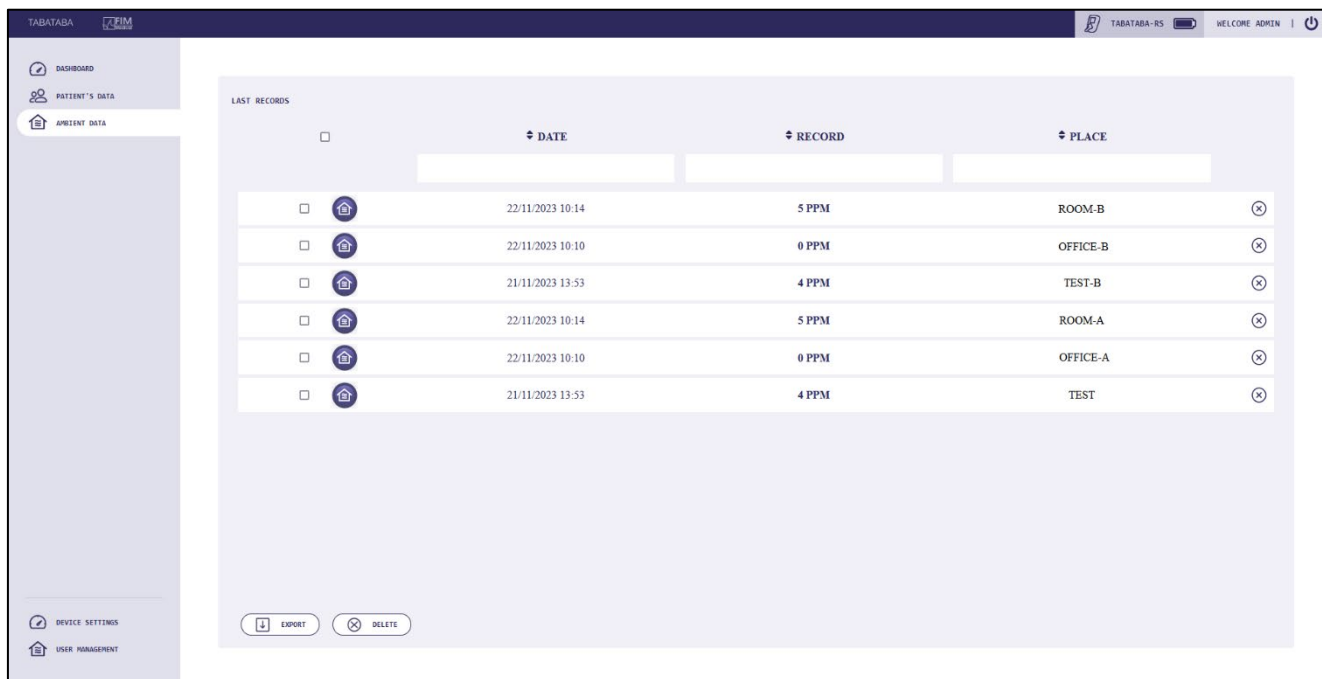 TABATABA FIM TABATABA-RS WELCOME ADMIN |
DASHBOARD
PATIENT'S DATA
AMBIENT DATA
LAST RECORDS
DATE RECORD PLACE
22/11/2023 10:14 5 PPM ROOM-B
22/11/2023 10:10 0 PPM OFFICE-B
21/11/2023 13:53 4 PPM TEST-B
22/11/2023 10:14 5 PPM ROOM-A
22/11/2023 10:10 0 PPM OFFICE-A
21/11/2023 13:53 4 PPM TEST
EXPORT DELETE
DEVICE SETTINGS
USER MANAGEMENT